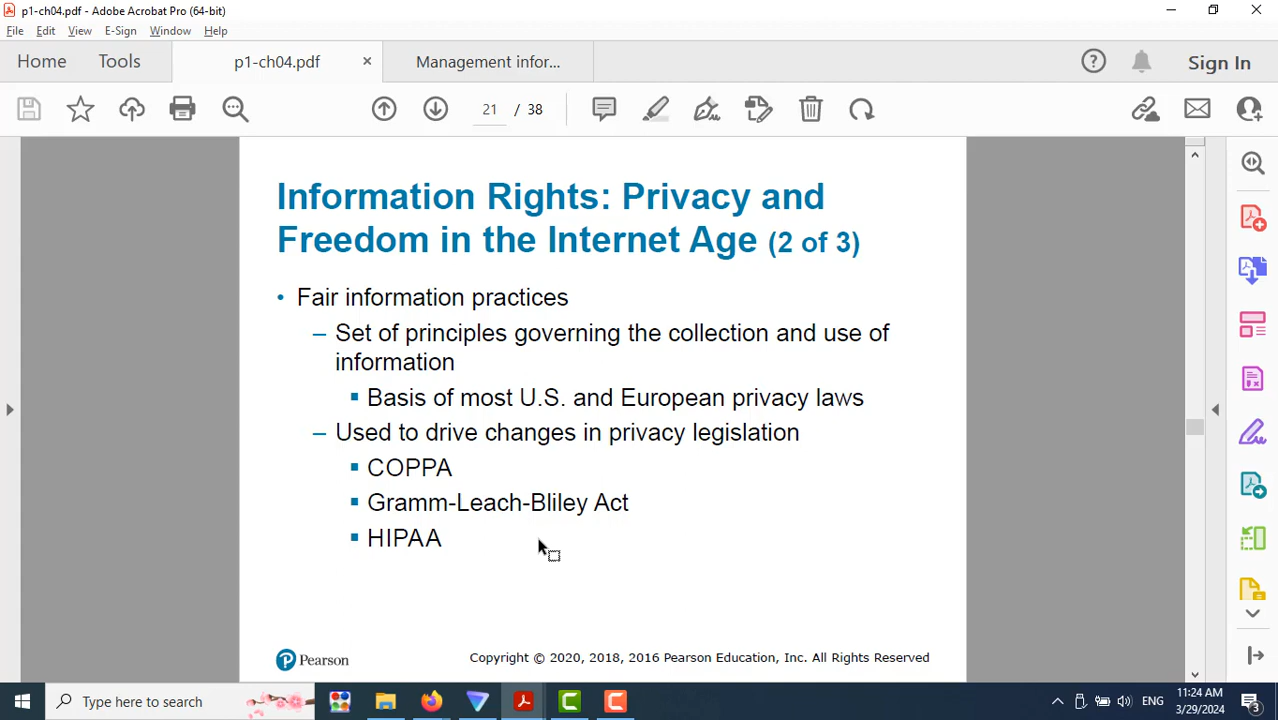 p1-ch04.pdf - Adobe Acrobat Pro (64-bit)
File Edit View E-Sign Window Help
Home Tools p1-ch04.pdf × Management infor... Sign In
21 / 38
Information Rights: Privacy and
Freedom in the Internet Age (2 of 3)
• Fair information practices
– Set of principles governing the collection and use of
information
▪ Basis of most U.S. and European privacy laws
– Used to drive changes in privacy legislation
▪ COPPA
▪ Gramm-Leach-Bliley Act
▪ HIPAA
Pearson
Copyright © 2020, 2018, 2016 Pearson Education, Inc. All Rights Reserved
Type here to search
ENG
11:24 AM
3/29/2024
3